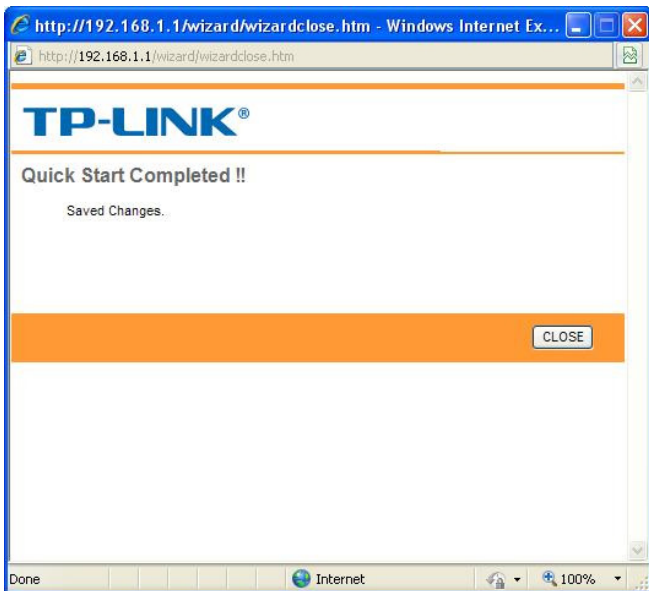 http://192.168.1.1/wizard/wizardclose.htm - Windows Internet Ex...
http://192.168.1.1/wizard/wizardclose.htm
TP-LINK®
Quick Start Completed !!
Saved Changes.
CLOSE
Done Internet 100%